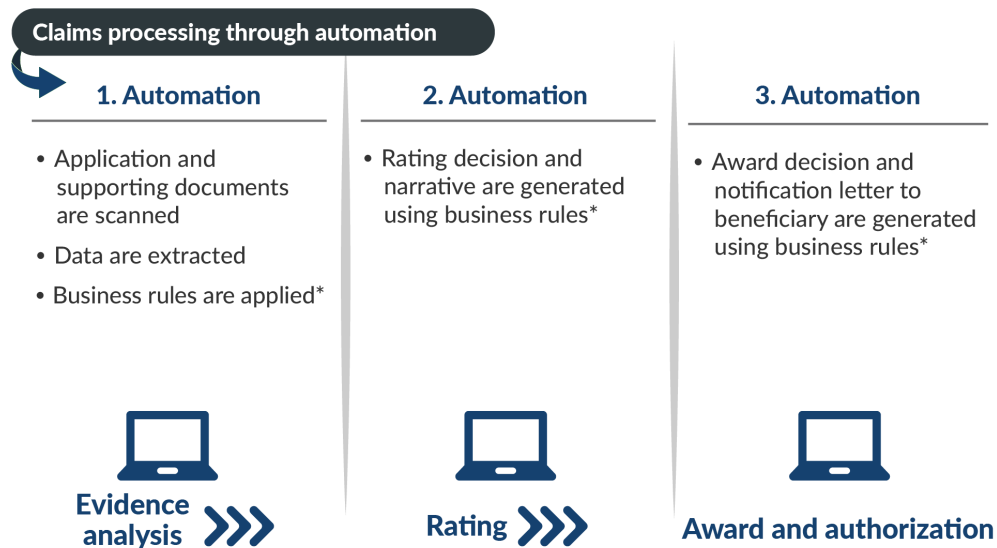 Claims processing through automation
1. Automation
• Application and
supporting documents
are scanned
• Data are extracted
• Business rules are applied*
Evidence
analysis
2. Automation
• Rating decision and
narrative are generated
using business rules*
Rating
3. Automation
• Award decision and
notification letter to
beneficiary are generated
using business rules*
Award and authorization